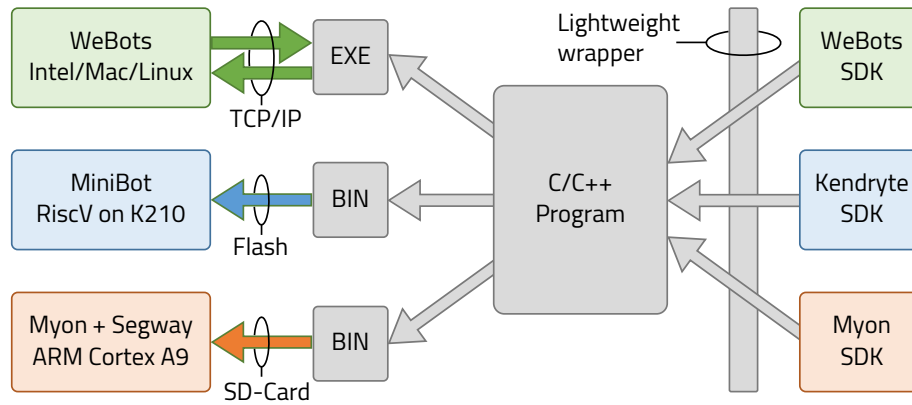 WeBots
Intel/Mac/Linux
TCP/IP
EXE
Lightweight
wrapper
WeBots
SDK
MiniBot
RiscV on K210
Flash
BIN
C/C++
Program
Kendryte
SDK
Myon + Segway
ARM Cortex A9
SD-Card
BIN
Myon
SDK